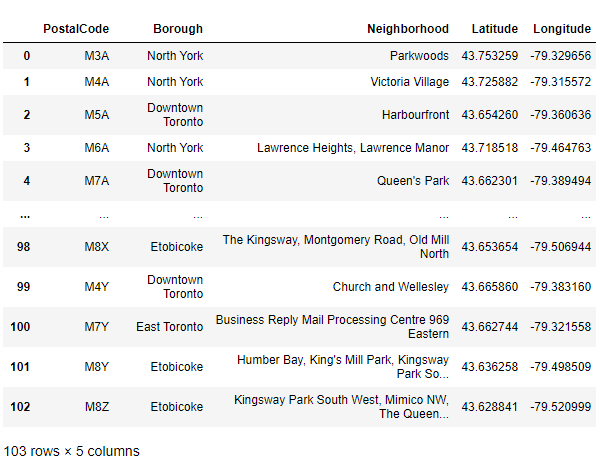 PostalCode Borough Neighborhood Latitude Longitude
0 M3A North York Parkwoods 43.753259 -79.329656
1 M4A North York Victoria Village 43.725882 -79.315572
2 M5A Downtown Toronto Harbourfront 43.654260 -79.360636
3 M6A North York Lawrence Heights, Lawrence Manor 43.718518 -79.464763
4 M7A Downtown Toronto Queen's Park 43.662301 -79.389494
... ... ... ... ... ...
98 M8X Etobicoke The Kingsway, Montgomery Road, Old Mill North 43.653654 -79.506944
99 M4Y Downtown Toronto Church and Wellesley 43.665860 -79.383160
100 M7Y East Toronto Business Reply Mail Processing Centre 969 Eastern 43.662744 -79.321558
101 M8Y Etobicoke Humber Bay, King's Mill Park, Kingsway Park So... 43.636258 -79.498509
102 M8Z Etobicoke Kingsway Park South West, Mimico NW, The Queen... 43.628841 -79.520999
103 rows × 5 columns